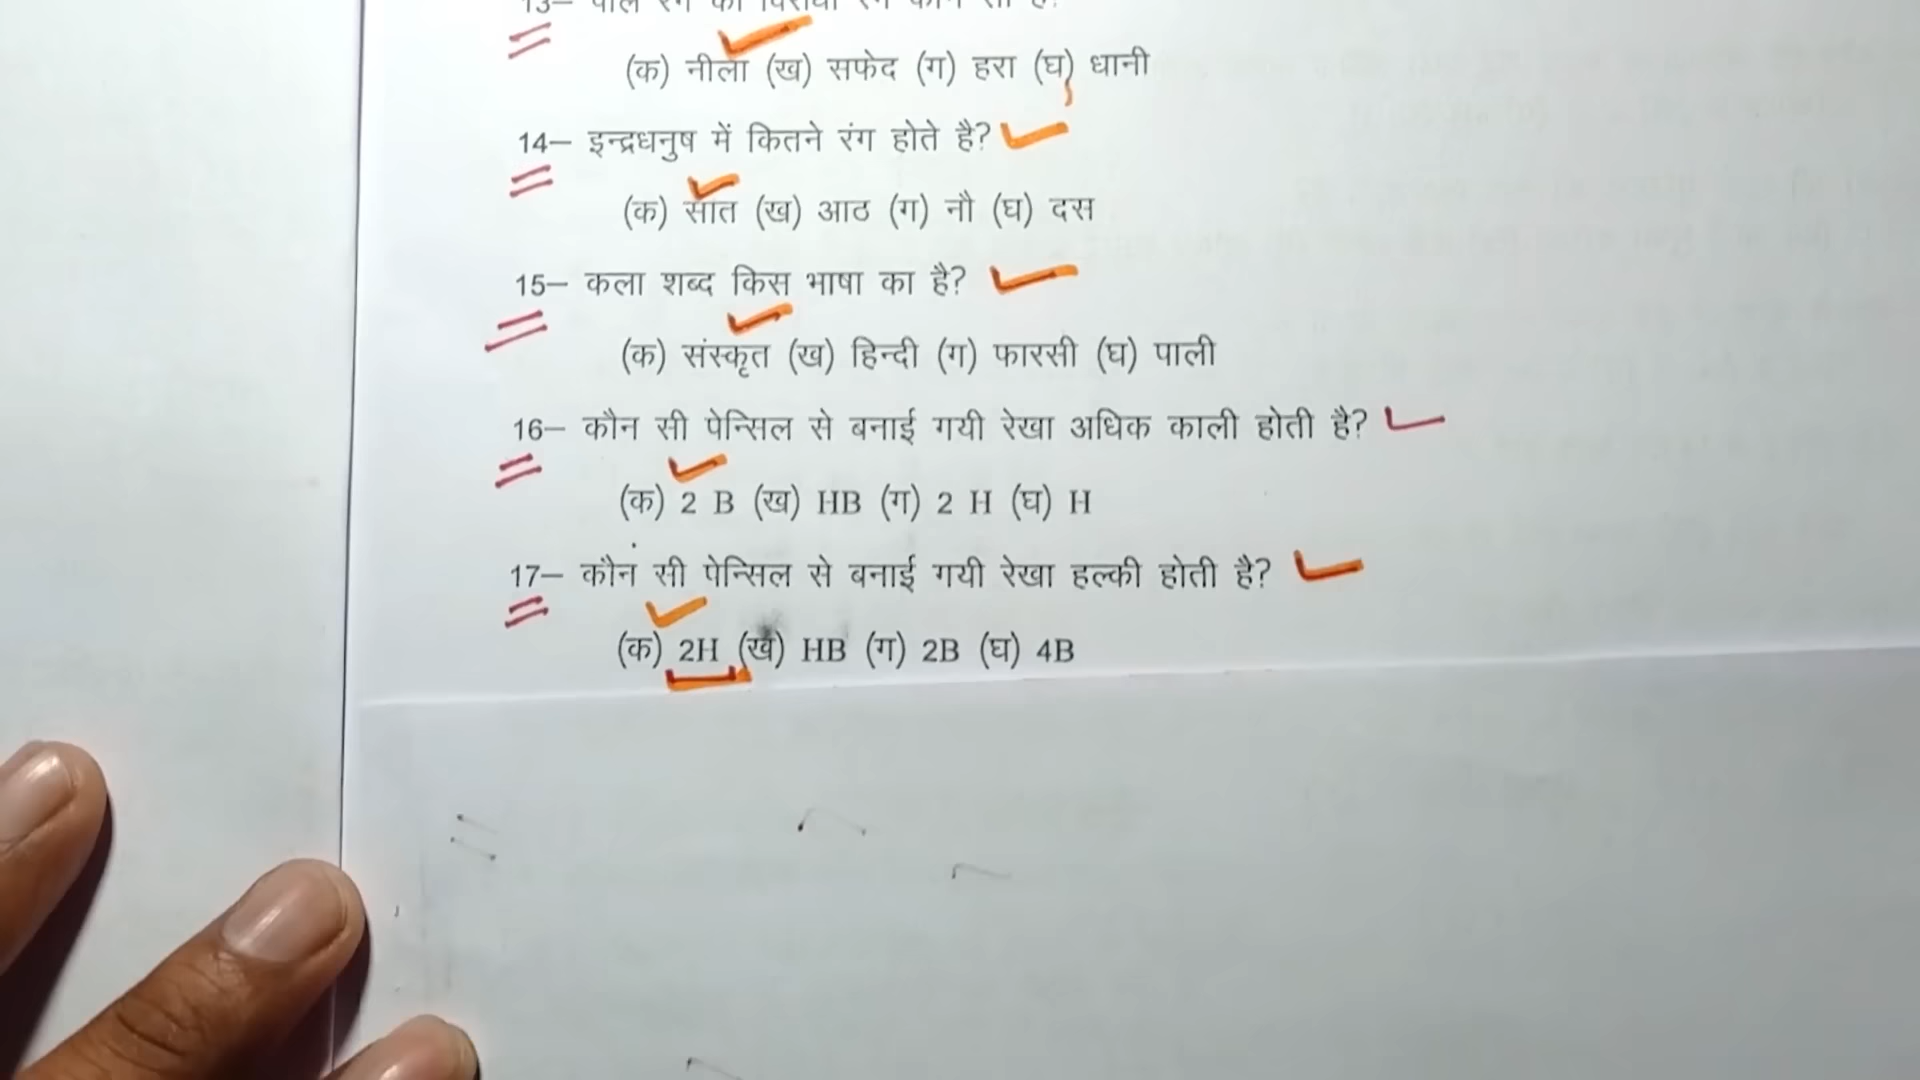 13– पीले रंग का विरोधी रंग कौन सा है?
(क) नीला (ख) सफेद (ग) हरा (घ) धानी
14– इन्द्रधनुष में कितने रंग होते है?
(क) सात (ख) आठ (ग) नौ (घ) दस
15– कला शब्द किस भाषा का है?
(क) संस्कृत (ख) हिन्दी (ग) फारसी (घ) पाली
16– कौन सी पेन्सिल से बनाई गयी रेखा अधिक काली होती है?
(क) 2 B (ख) HB (ग) 2 H (घ) H
17– कौन सी पेन्सिल से बनाई गयी रेखा हल्की होती है?
(क) 2H (ख) HB (ग) 2B (घ) 4B